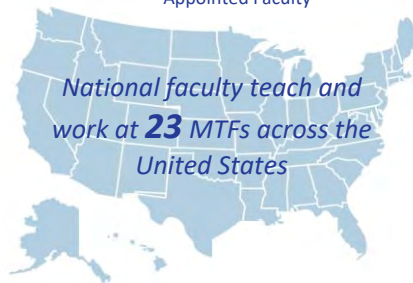 Appointed Faculty
National faculty teach and
work at 23 MTFs across the
United States